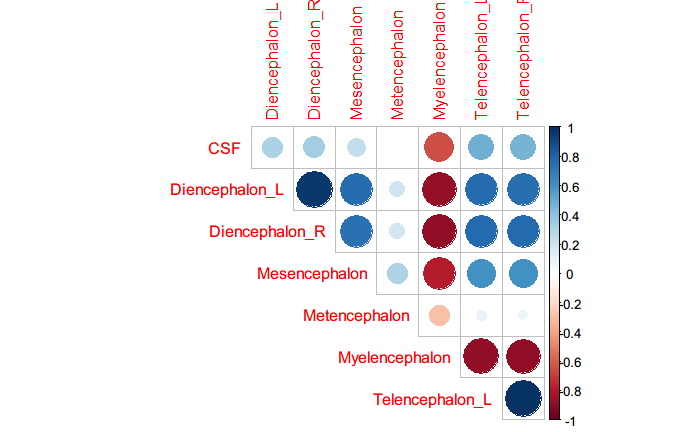 Diencephalon_L
Diencephalon_R
Mesencephalon
Metencephalon
Myelencephalon
Telencephalon_L
Telencephalon_R
CSF
Diencephalon_L
Diencephalon_R
Mesencephalon
Metencephalon
Myelencephalon
Telencephalon_L
1
0.8
0.6
0.4
0.2
0
-0.2
-0.4
-0.6
-0.8
-1